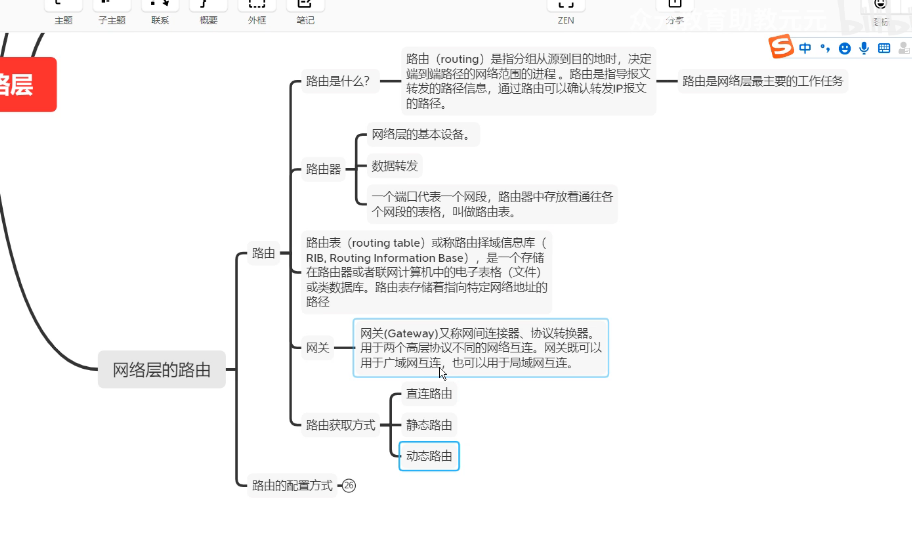 主题
子主题
联系
概要
外框
笔记
ZEN
分享
众元教育助教元元
中
路层
路由是什么？
路由（routing）是指分组从源到目的地时，决定
端到端路径的网络范围的进程 。路由是指导报文
转发的路径信息，通过路由可以确认转发IP报文
的路径。
路由是网络层最主要的工作任务
路由器
网络层的基本设备。
数据转发
一个端口代表一个网段，路由器中存放着通往各
个网段的表格，叫做路由表。
路由
路由表（routing table）或称路由择域信息库（
RIB, Routing Information Base），是一个存储
在路由器或者联网计算机中的电子表格（文件）
或类数据库。路由表存储着指向特定网络地址的
路径
网关
网关(Gateway)又称网间连接器、协议转换器。
用于两个高层协议不同的网络互连。网关既可以
用于广域网互连，也可以用于局域网互连。
网络层的路由
路由获取方式
直连路由
静态路由
动态路由
路由的配置方式
26